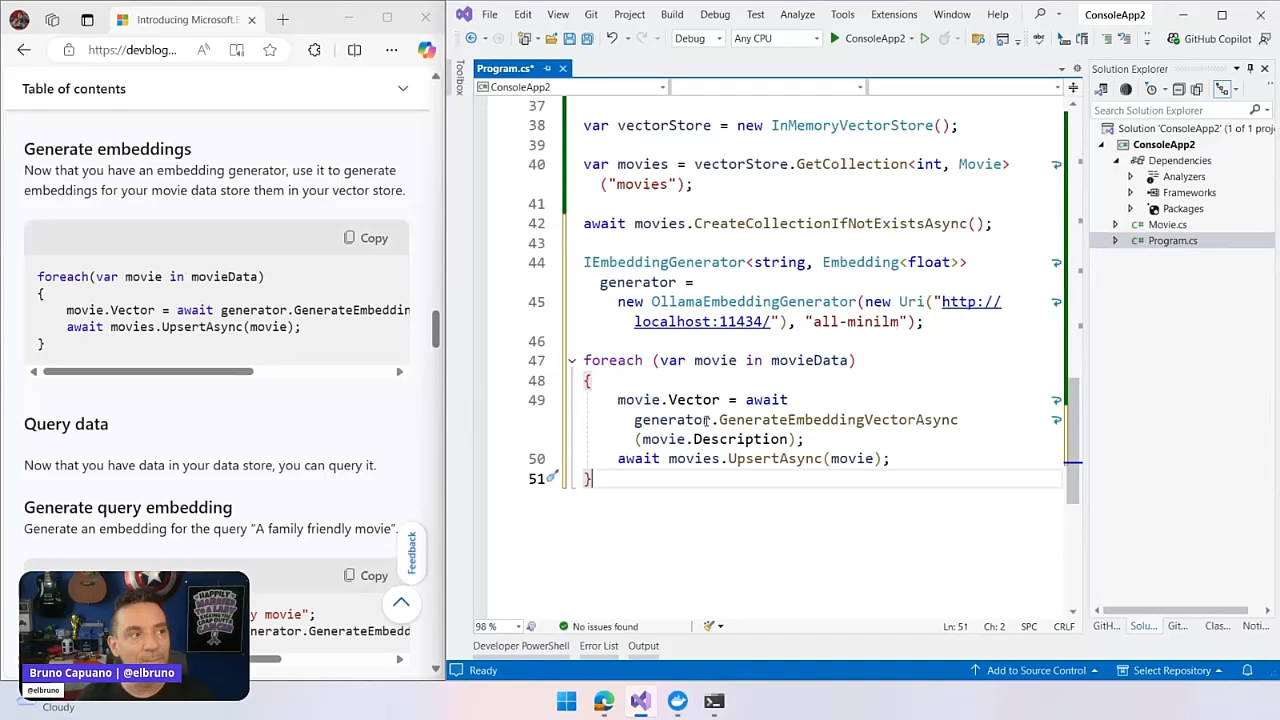 Introducing Microsoft.E
https://devblog...
Table of contents
Generate embeddings
Now that you have an embedding generator, use it to generate
embeddings for your movie data store them in your vector store.
Copy
foreach(var movie in movieData)
{
movie.Vector = await generator.GenerateEmbeddin
await movies.UpsertAsync(movie);
}
Query data
Now that you have data in your data store, you can query it.
Generate query embedding
Generate an embedding for the query "A family friendly movie".
Feedback
Copy
y movie";
nerator.GenerateEmbedd
Bruno Capuano | @elbruno
@elbruno
Cloudy
File Edit View Git Project Build Debug Test Analyze Tools Extensions Window Help
ConsoleApp2
Debug
Any CPU
ConsoleApp2
GitHub Copilot
Toolbox
Program.cs*
ConsoleApp2
37
38 var vectorStore = new InMemoryVectorStore();
39
40 var movies = vectorStore.GetCollection<int, Movie>
("movies");
41
42 await movies.CreateCollectionIfNotExistsAsync();
43
44 IEmbeddingGenerator<string, Embedding<float>>
generator =
45 new OllamaEmbeddingGenerator(new Uri("http://
localhost:11434/"), "all-minilm");
46
47 foreach (var movie in movieData)
48 {
49 movie.Vector = await
generator.GenerateEmbeddingVectorAsync
(movie.Description);
50 await movies.UpsertAsync(movie);
51 }
98 %
No issues found
Ln: 51 Ch: 2 SPC CRLF
Developer PowerShell Error List Output
Ready
Add to Source Control
Select Repository
Solution Explorer
Search Solution Explorer
Solution 'ConsoleApp2' (1 of 1 proj
ConsoleApp2
Dependencies
Analyzers
Frameworks
Packages
Movie.cs
Program.cs
GitH... Solu... Git... Clas... Noti...